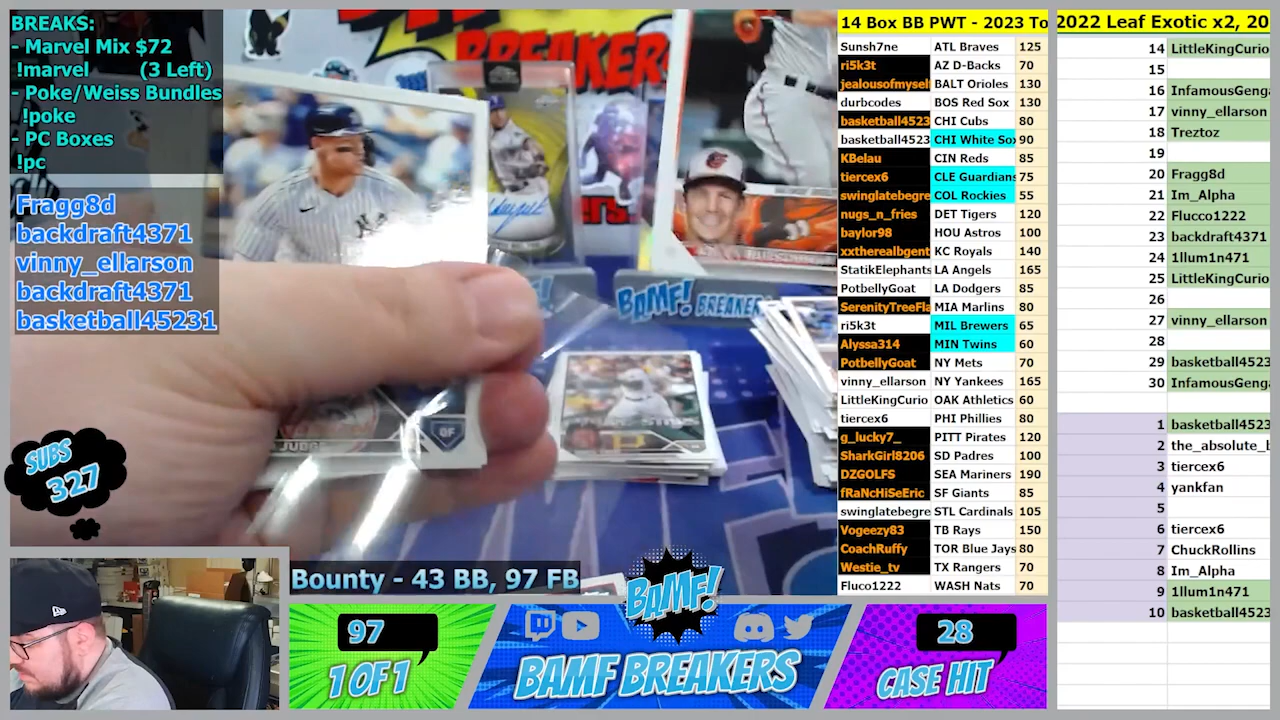 BREAKS:
- Marvel Mix $72
!marvel (3 Left)
- Poke/Weiss Bundles
!poke
- PC Boxes
!pc
Fragg8d
backdraft4371
vinny_ellarson
backdraft4371
basketball45231
SUBS
327
BREAKERS
BAMF! BREAKERS
JUDGE
OF
Bounty - 43 BB, 97 FB
97
1 OF 1
BAMF!
BAMF BREAKERS
28
CASE HIT
14 Box BB PWT - 2023 To
Sunsh7ne ATL Braves 125
ri5k3t AZ D-Backs 70
jealousofmysel BALT Orioles 130
durbcodes BOS Red Sox 130
basketball4523 CHI Cubs 80
basketball4523 CHI White Sox 90
KBelau CIN Reds 85
tiercex6 CLE Guardians 75
swinglatebegre COL Rockies 55
nugs_n_fries DET Tigers 120
baylor98 HOU Astros 100
xxtherealbgent KC Royals 140
StatikElephants LA Angels 165
PotbellyGoat LA Dodgers 85
SerenityTreeFla MIA Marlins 80
ri5k3t MIL Brewers 65
Alyssa314 MIN Twins 60
PotbellyGoat NY Mets 70
vinny_ellarson NY Yankees 165
LittleKingCurio OAK Athletics 60
tiercex6 PHI Phillies 80
g_lucky7_ PITT Pirates 120
SharkGirl8206 SD Padres 100
DZGOLFS SEA Mariners 190
fRaNcHiSeEric SF Giants 85
swinglatebegre STL Cardinals 105
Vogeezy83 TB Rays 150
CoachRuffy TOR Blue Jays 80
Westie_tv TX Rangers 70
Fluco1222 WASH Nats 70
2022 Leaf Exotic x2, 20
14 LittleKingCurio
15
16 InfamousGenga
17 vinny_ellarson
18 Treztoz
19
20 Fragg8d
21 Im_Alpha
22 Flucco1222
23 backdraft4371
24 1llum1n471
25 LittleKingCurio
26
27 vinny_ellarson
28
29 basketball4523
30 InfamousGenga
1 basketball4523
2 the_absolute_b
3 tiercex6
4 yankfan
5
6 tiercex6
7 ChuckRollins
8 Im_Alpha
9 1llum1n471
10 basketball4523